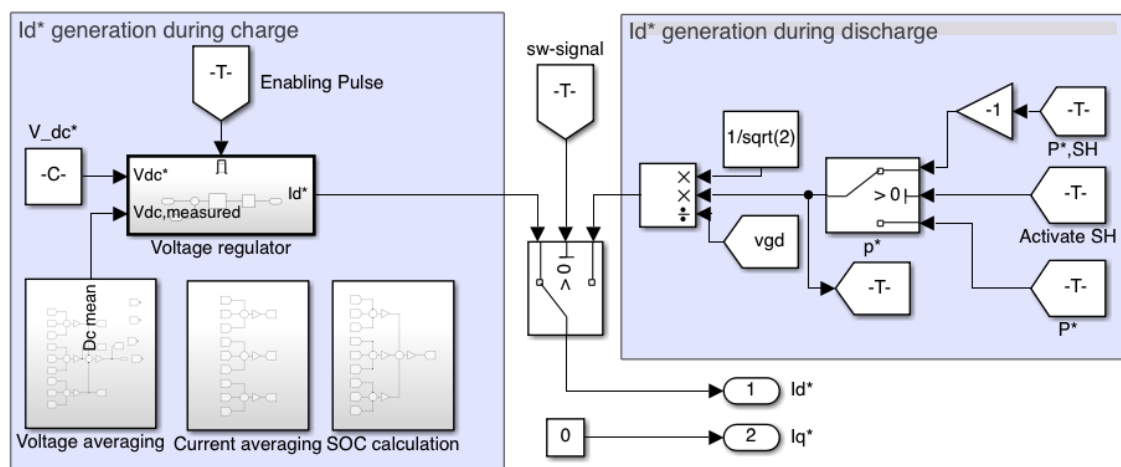 Id* generation during charge
-T-
Enabling Pulse
V_dc*
-C-
Vdc*
Id*
Vdc,measured
Voltage regulator
Dc mean
Voltage averaging
Current averaging
SOC calculation
sw-signal
-T-
> 0
Id* generation during discharge
1/sqrt(2)
×
×
÷
vgd
-1
-T-
P*,SH
> 0
p*
-T-
Activate SH
-T-
-T-
P*
1
Id*
0
2
Iq*